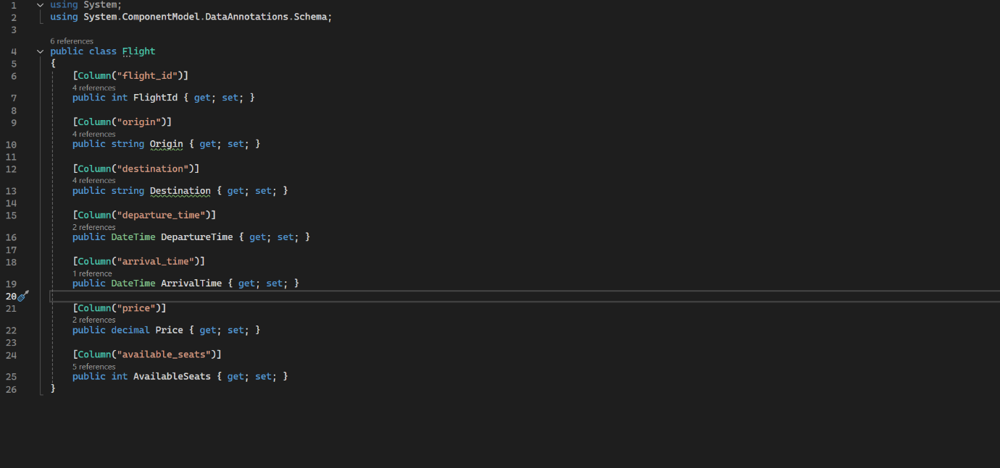 1 using System;
2 using System.ComponentModel.DataAnnotations.Schema;
3
6 references
4 public class Flight
5 {
6 [Column("flight_id")]
4 references
7 public int FlightId { get; set; }
8
9 [Column("origin")]
4 references
10 public string Origin { get; set; }
11
12 [Column("destination")]
4 references
13 public string Destination { get; set; }
14
15 [Column("departure_time")]
2 references
16 public DateTime DepartureTime { get; set; }
17
18 [Column("arrival_time")]
1 reference
19 public DateTime ArrivalTime { get; set; }
20
21 [Column("price")]
2 references
22 public decimal Price { get; set; }
23
24 [Column("available_seats")]
5 references
25 public int AvailableSeats { get; set; }
26 }